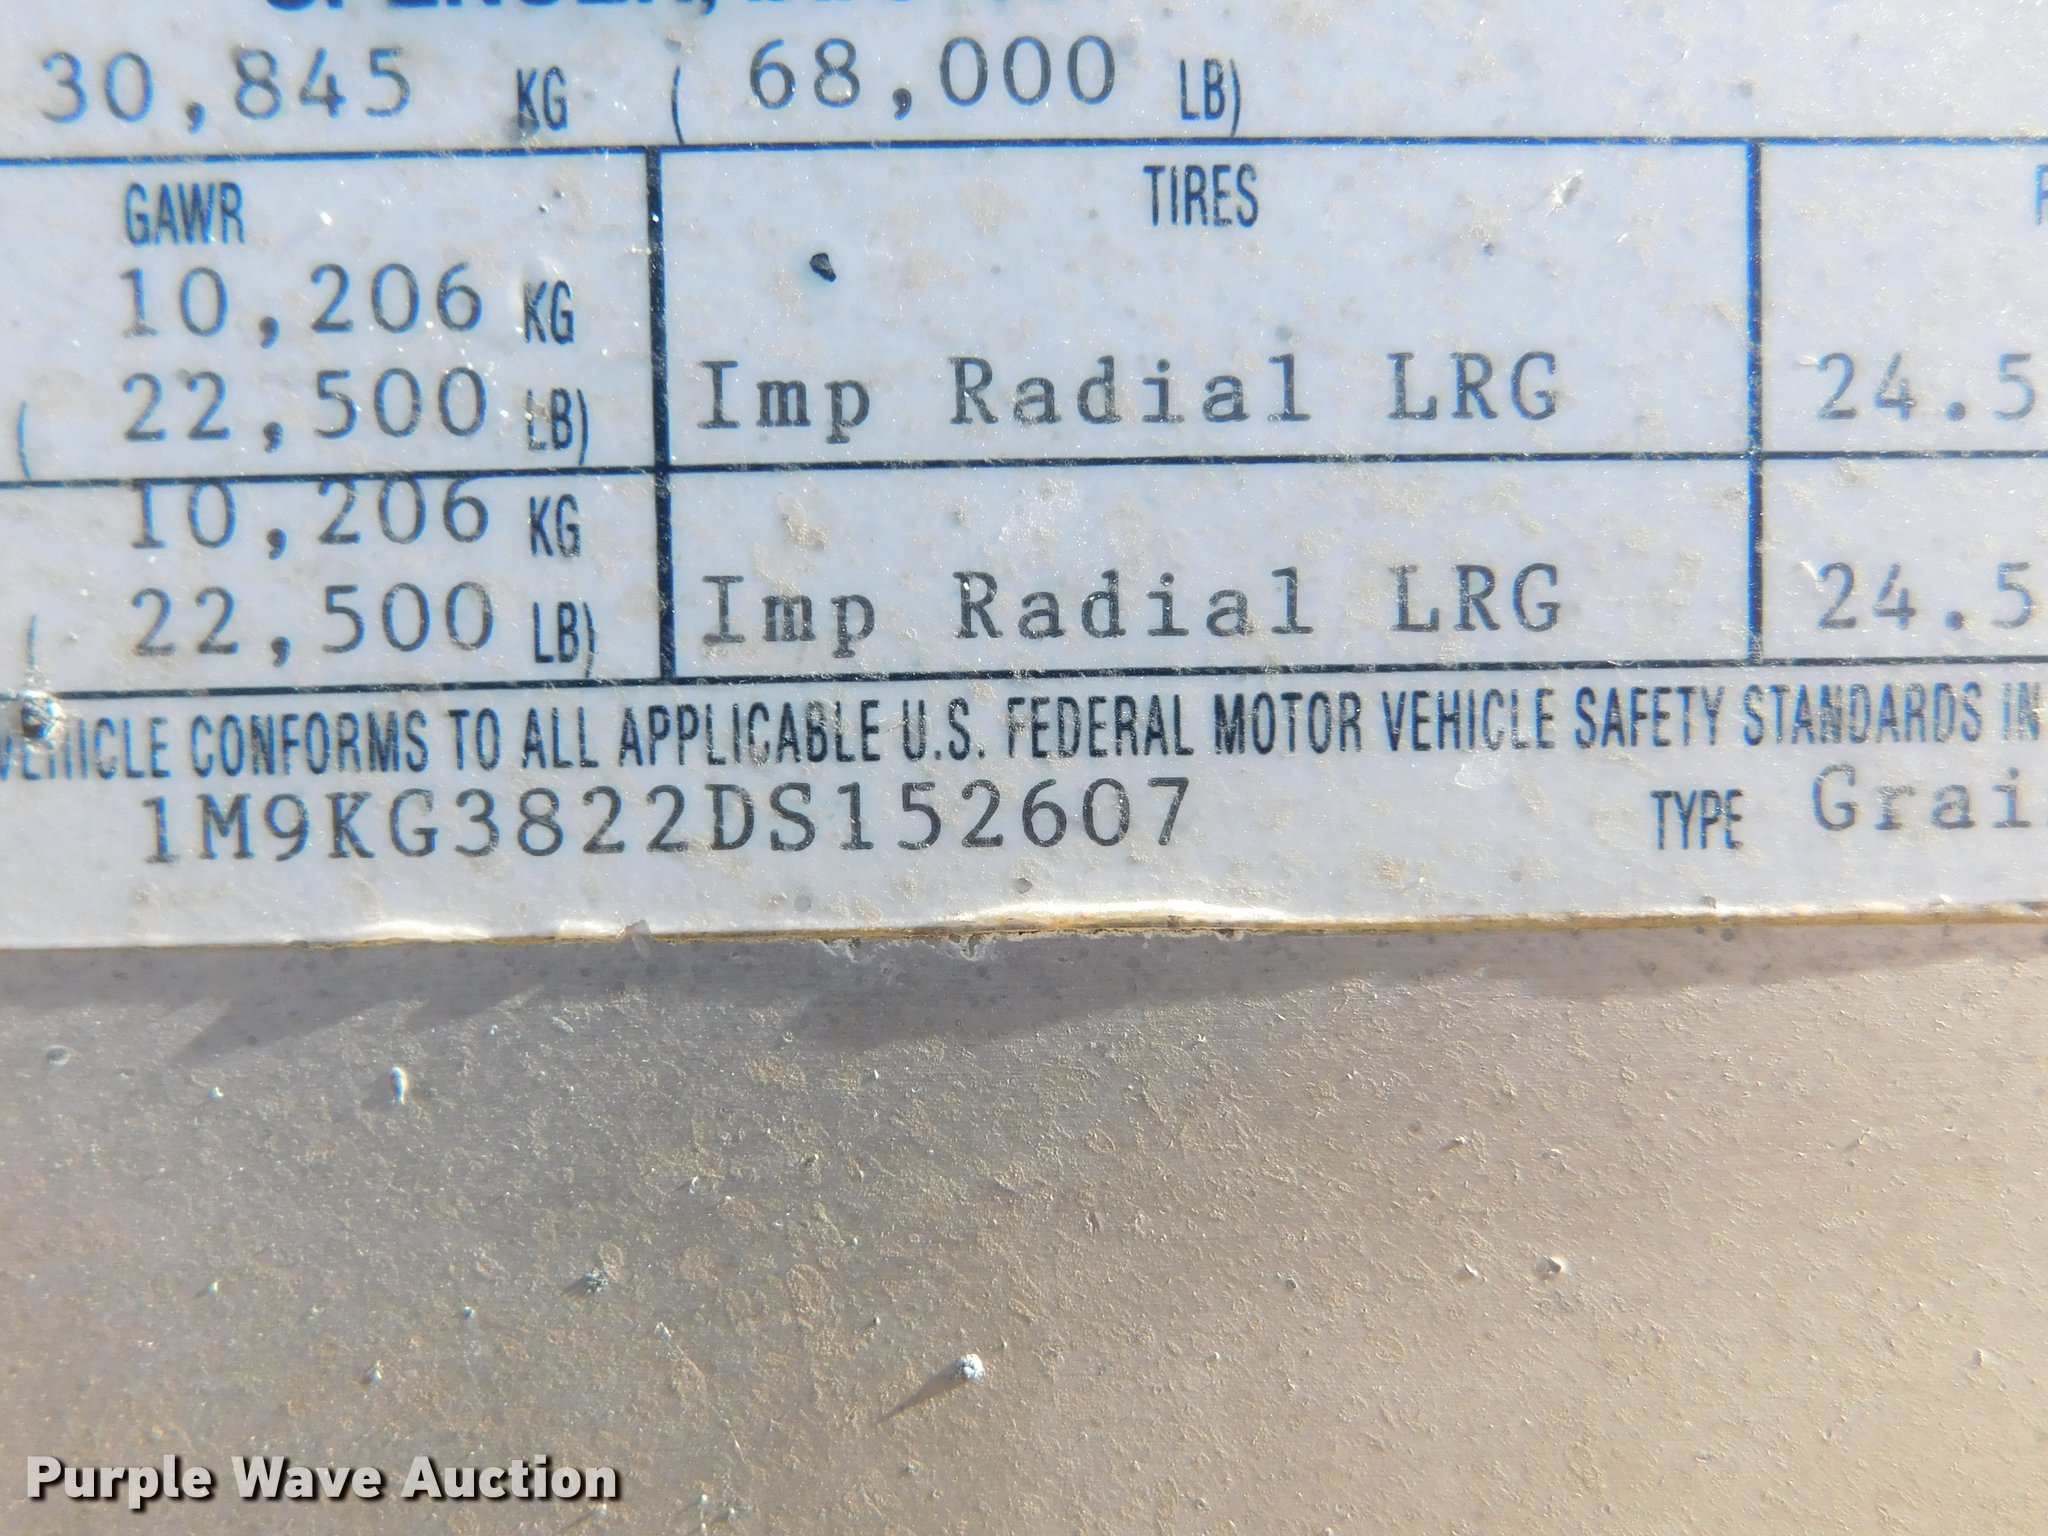 30,845 KG ( 68,000 LB)
GAWR TIRES
10,206 KG
( 22,500 LB) Imp Radial LRG 24.5
10,206 KG
( 22,500 LB) Imp Radial LRG 24.5
VEHICLE CONFORMS TO ALL APPLICABLE U.S. FEDERAL MOTOR VEHICLE SAFETY STANDARDS IN
1M9KG3822DS152607 TYPE Grai
Purple Wave Auction